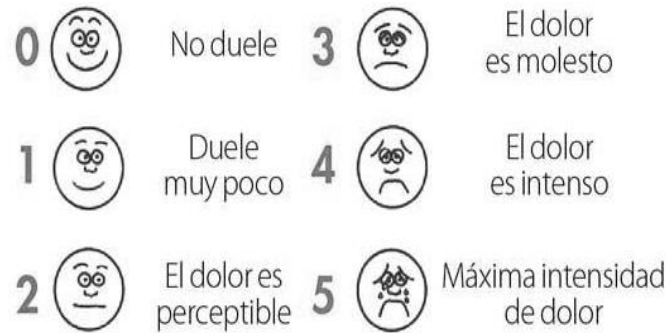 0 No duele
1 Duele
muy poco
2 El dolor es
perceptible
3 El dolor
es molesto
4 El dolor
es intenso
5 Máxima intensidad
de dolor